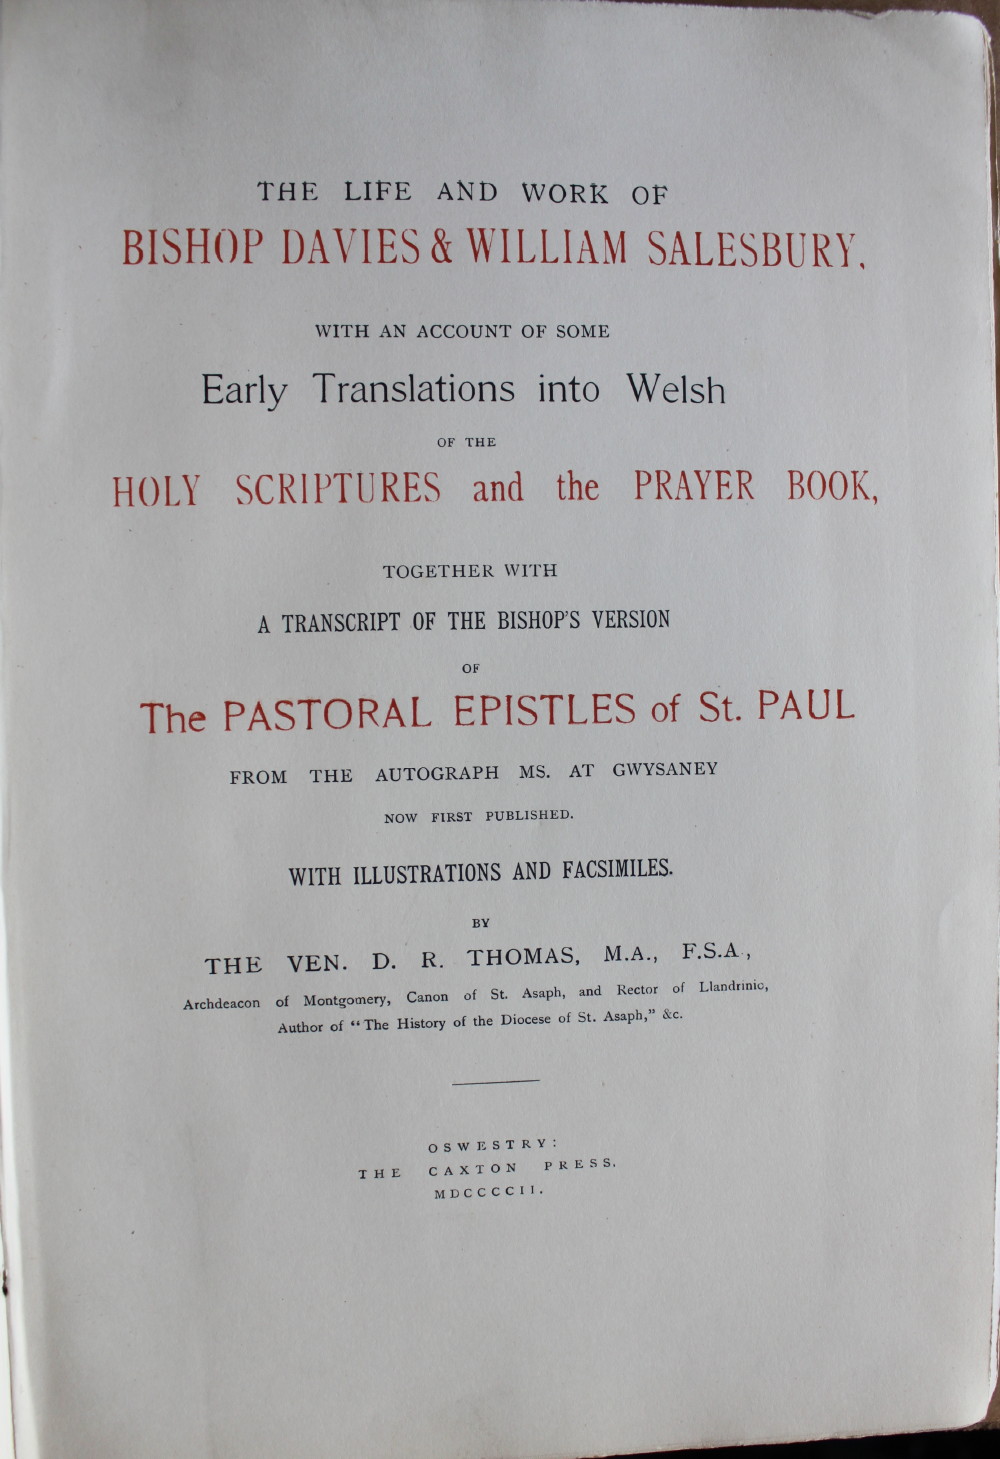 THE LIFE AND WORK OF
BISHOP DAVIES & WILLIAM SALESBURY,
WITH AN ACCOUNT OF SOME
Early Translations into Welsh
OF THE
HOLY SCRIPTURES and the PRAYER BOOK,
TOGETHER WITH
A TRANSCRIPT OF THE BISHOP'S VERSION
OF
The PASTORAL EPISTLES of St. PAUL
FROM THE AUTOGRAPH MS. AT GWYSANEY
NOW FIRST PUBLISHED.
WITH ILLUSTRATIONS AND FACSIMILES.
BY
THE VEN. D. R. THOMAS, M.A., F.S.A.,
Archdeacon of Montgomery, Canon of St. Asaph, and Rector of Llandrinio,
Author of "The History of the Diocese of St. Asaph," &c.
OSWESTRY:
THE CAXTON PRESS.
MDCCCCII.